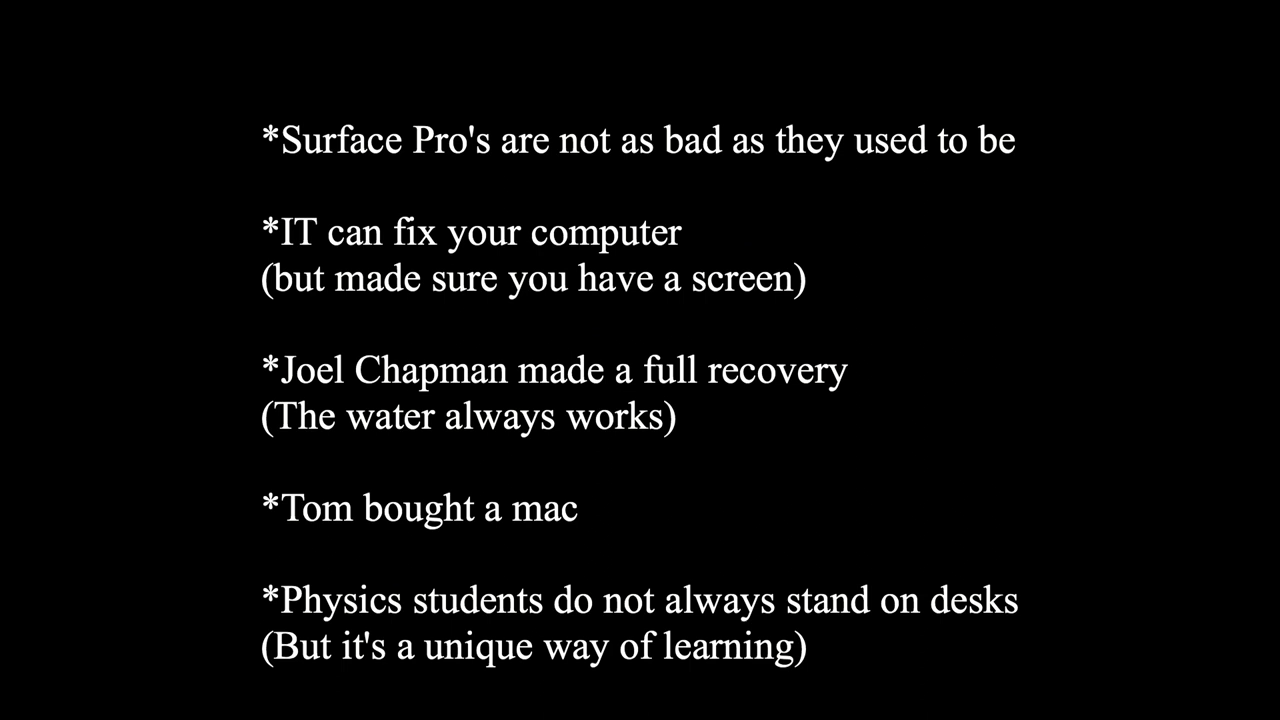 *Surface Pro's are not as bad as they used to be
*IT can fix your computer
(but made sure you have a screen)
*Joel Chapman made a full recovery
(The water always works)
*Tom bought a mac
*Physics students do not always stand on desks
(But it's a unique way of learning)